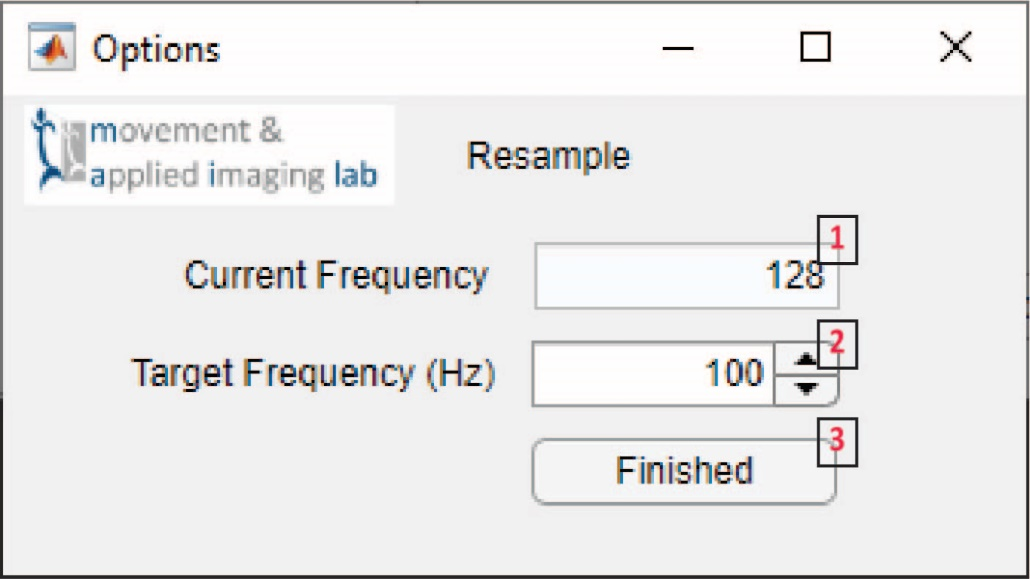 Options
movement &
applied imaging lab
Resample
1
Current Frequency 128
2
Target Frequency (Hz) 100
3
Finished